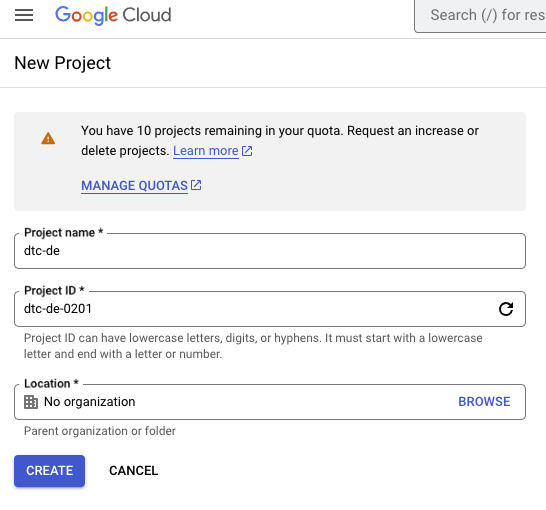 Google Cloud
Search (/) for res
New Project
You have 10 projects remaining in your quota. Request an increase or
delete projects. Learn more
MANAGE QUOTAS
Project name *
dtc-de
Project ID *
dtc-de-0201
Project ID can have lowercase letters, digits, or hyphens. It must start with a lowercase
letter and end with a letter or number.
Location *
No organization BROWSE
Parent organization or folder
CREATE CANCEL